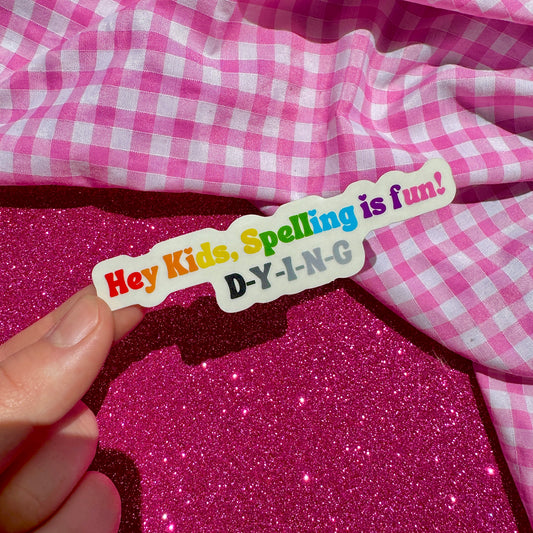 Hey Kids, Spelling is fun!
D-Y-I-N-G